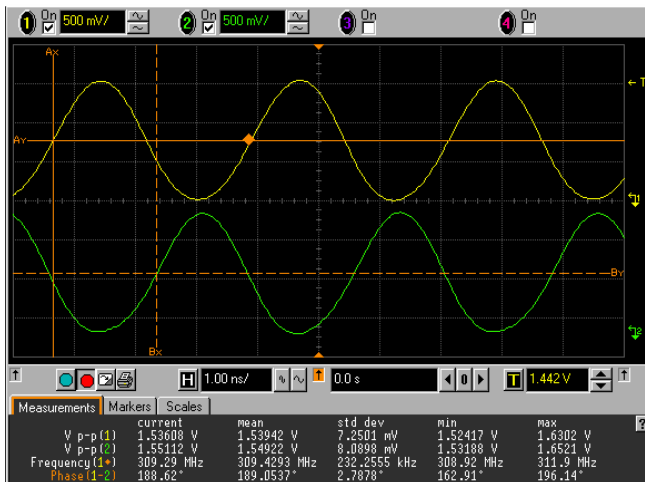 1 On 500 mV/ 2 On 500 mV/ 3 On 4 On
Ax
T
Ay
1
By
2
Bx
H 1.00 ns/ 0.0 s 0 T 1.442 V
Measurements Markers Scales
current mean std dev min max
V p-p(1) 1.53608 V 1.53942 V 7.2501 mV 1.52417 V 1.6302 V
V p-p(2) 1.55112 V 1.54922 V 8.0898 mV 1.53188 V 1.6521 V
Frequency(1•) 309.29 MHz 309.4293 MHz 232.2555 kHz 308.92 MHz 311.9 MHz
Phase(1-2) 188.62° 189.0537° 2.7878° 162.91° 196.14°
?